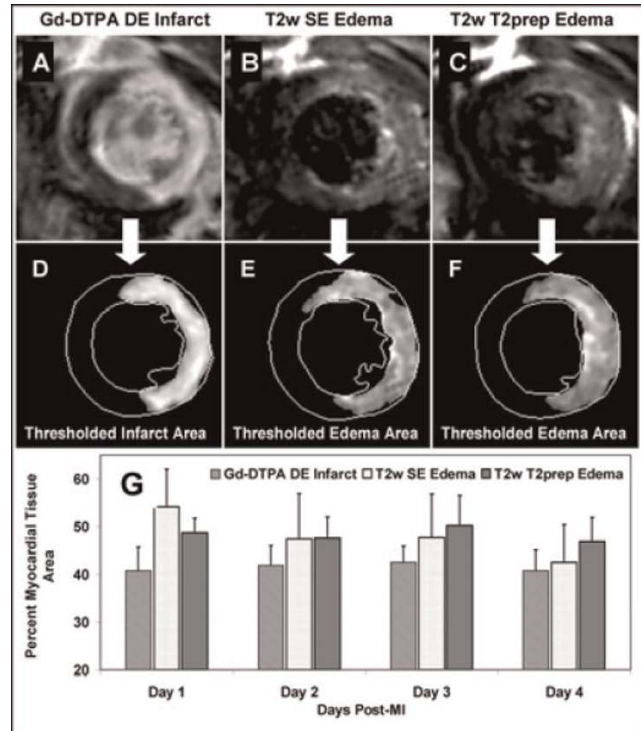 Gd-DTPA DE Infarct T2w SE Edema T2w T2prep Edema
A B C
D E F
Thresholded Infarct Area Thresholded Edema Area Thresholded Edema Area
G
Gd-DTPA DE Infarct T2w SE Edema T2w T2prep Edema
Percent Myocardial Tissue
Area
60
50
40
30
20
Day 1 Day 2 Day 3 Day 4
Days Post-MI